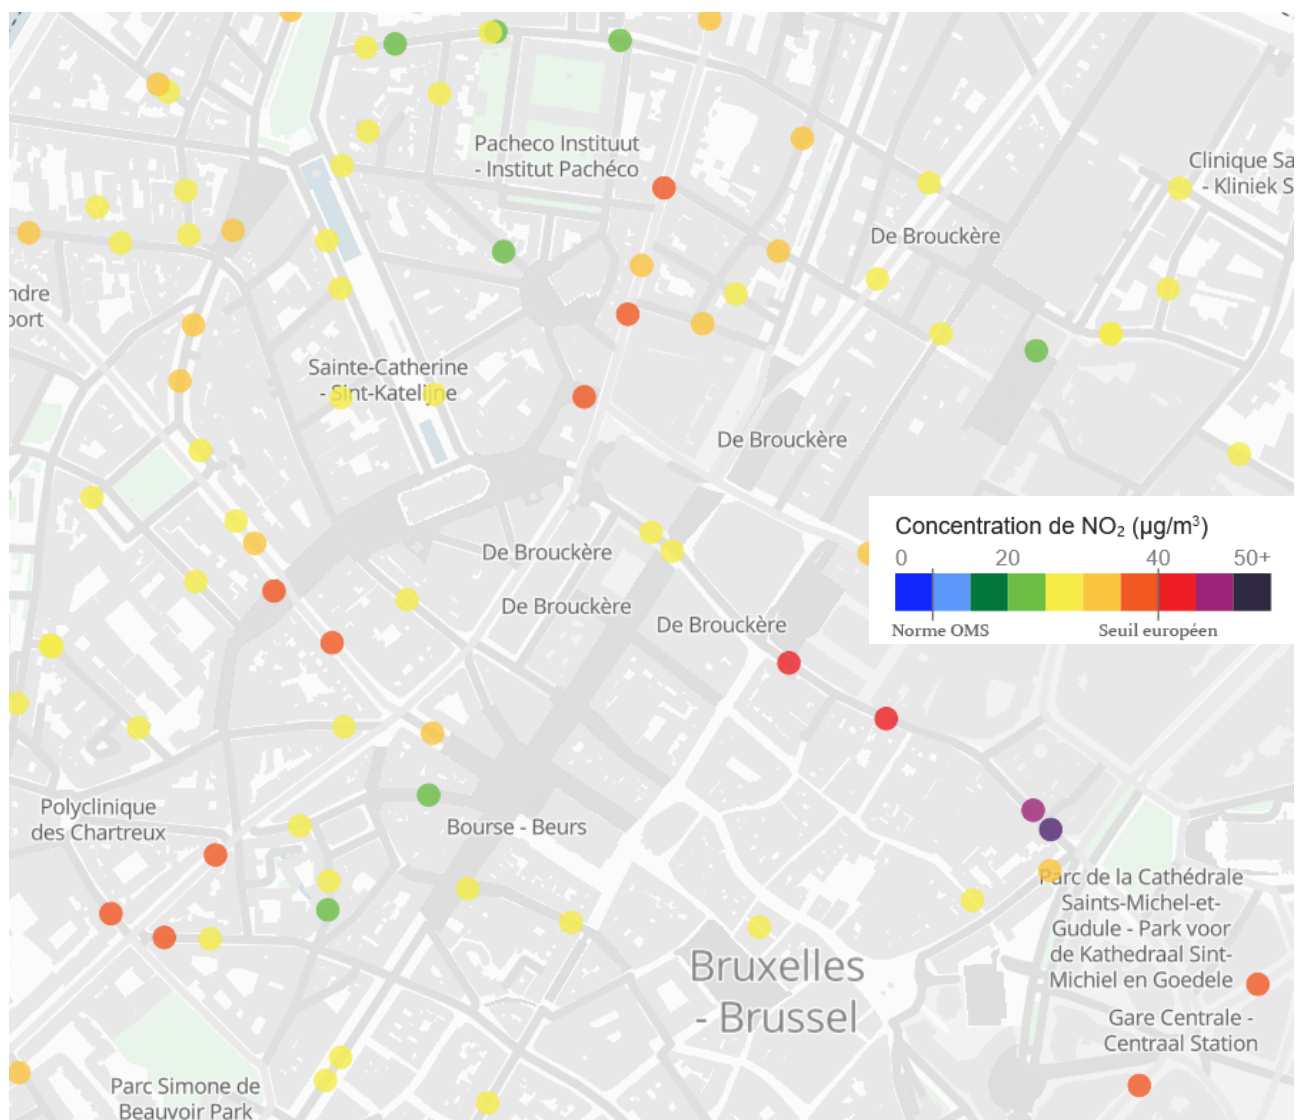 Pacheco Instituut
- Institut Pachéco
Clinique Sa
- Kliniek S
De Brouckère
ndre
port
Sainte-Catherine
- Sint-Katelijne
De Brouckère
Concentration de NO₂ (µg/m³)
0 20 40 50+
Norme OMS Seuil européen
De Brouckère
De Brouckère
De Brouckère
Polyclinique
des Chartreux
Bourse - Beurs
Parc de la Cathédrale
Saints-Michel-et-
Gudule - Park voor
de Kathedraal Sint-
Michiel en Goedele
Bruxelles
- Brussel
Gare Centrale -
Centraal Station
Parc Simone de
Beauvoir Park